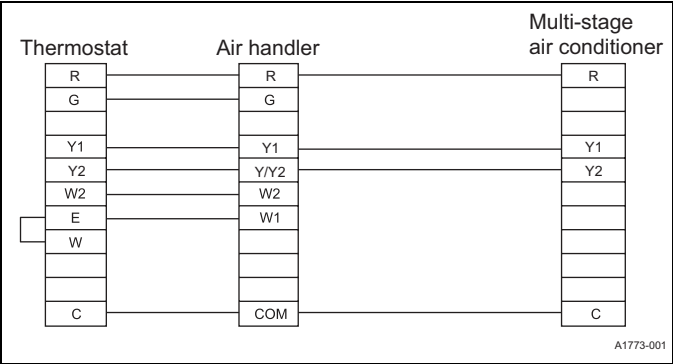 Multi-stage
Thermostat Air handler air conditioner
R R R
G G
Y1 Y1 Y1
Y2 Y/Y2 Y2
W2 W2
E W1
W
C COM C
A1773-001